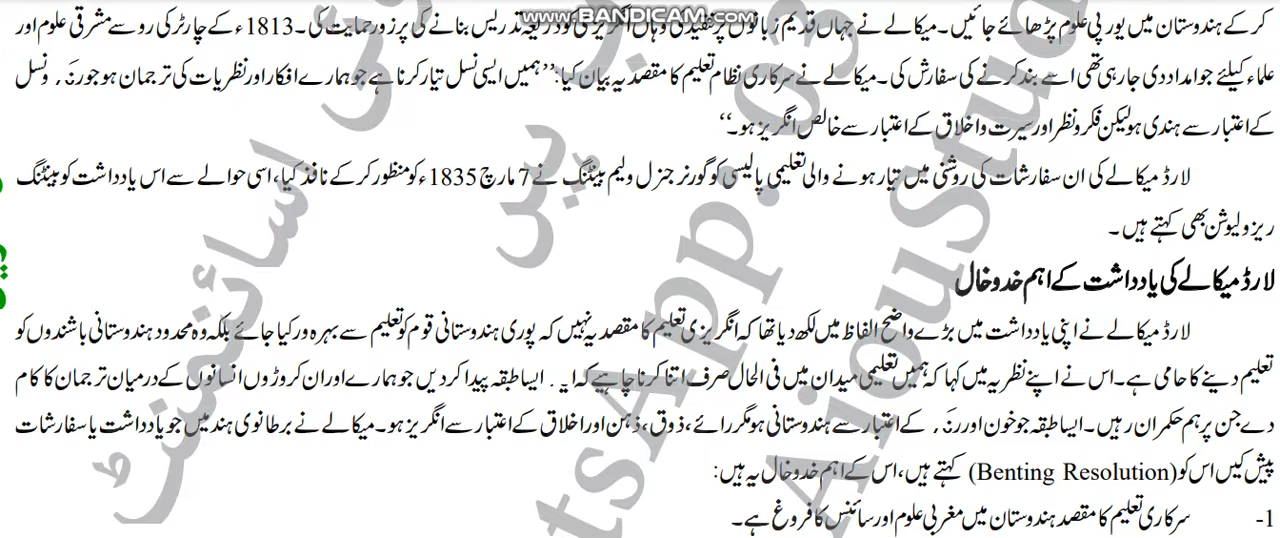 www.BANDICAM.com
کر کے ہندوستان میں یورپی علوم پڑھائے جائیں۔ میکالے نے جہاں قدیم زبانوں پر تنقید کی وہاں انگریزی کو ذریعہ تدریس بنانے کی پرزور حمایت کی۔ 1813ء کے چارٹر کی رو سے مشرقی علوم اور
علماء کیلئے جو امداد دی جا رہی تھی اسے بند کرنے کی سفارش کی۔ میکالے نے سرکاری نظام تعلیم کا مقصد یہ بیان کیا: ’’ہمیں ایسی نسل تیار کرنا ہے جو ہمارے افکار اور نظریات کی ترجمان ہو جو و نسل
کے اعتبار سے ہندی ہو لیکن فکر و نظر اور سیرت و اخلاق کے اعتبار سے خالص انگریز ہو۔‘‘
لارڈ میکالے کی ان سفارشات کی روشنی میں تیار ہونے والی تعلیمی پالیسی کو گورنر جنرل ولیم بیٹنگ نے 7 مارچ 1835ء کو منظور کر کے نافذ کیا، اسی حوالے سے اس یادداشت کو بیٹنگ
ریزولیوشن بھی کہتے ہیں۔
لارڈ میکالے کی یادداشت کے اہم خدوخال
لارڈ میکالے نے اپنی یادداشت میں بڑے واضح الفاظ میں لکھ دیا تھا کہ انگریزی تعلیم کا مقصد یہ نہیں کہ پوری ہندوستانی قوم کو تعلیم سے بہرہ ور کیا جائے بلکہ وہ محدود ہندوستانی باشندوں کو
تعلیم دینے کا حامی ہے۔ اس نے اپنے نظریہ میں کہا کہ ہمیں تعلیمی میدان میں فی الحال صرف اتنا کرنا چاہیے کہ ایسا طبقہ پیدا کر دیں جو ہمارے اور ان کروڑوں انسانوں کے درمیان ترجمان کا کام
دے جن پر ہم حکمران رہیں۔ ایسا طبقہ جو خون اور کے اعتبار سے ہندوستانی ہو مگر رائے، ذوق، ذہن اور اخلاق کے اعتبار سے انگریز ہو۔ میکالے نے برطانوی ہند میں جو یادداشت یا سفارشات
پیش کیں اس کو (Benting Resolution) کہتے ہیں، اس کے اہم خدوخال یہ ہیں:
1- سرکاری تعلیم کا مقصد ہندوستان میں مغربی علوم اور سائنس کا فروغ ہے۔
اسائنمنٹ
tsApp: 03
AiouStu